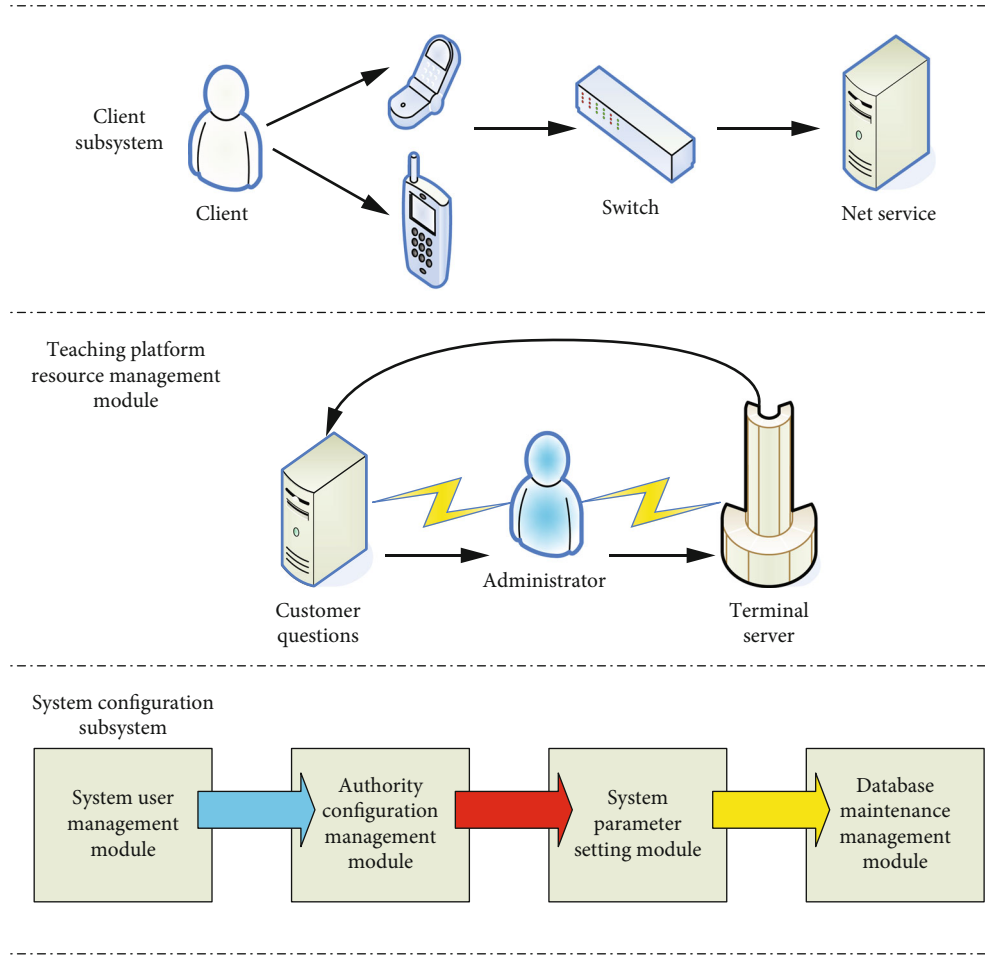 Client
subsystem
Client
Switch
Net service
Teaching platform
resource management
module
Customer
questions
Administrator
Terminal
server
System configuration
subsystem
System user
management
module
Authority
configuration
management
module
System
parameter
setting module
Database
maintenance
management
module